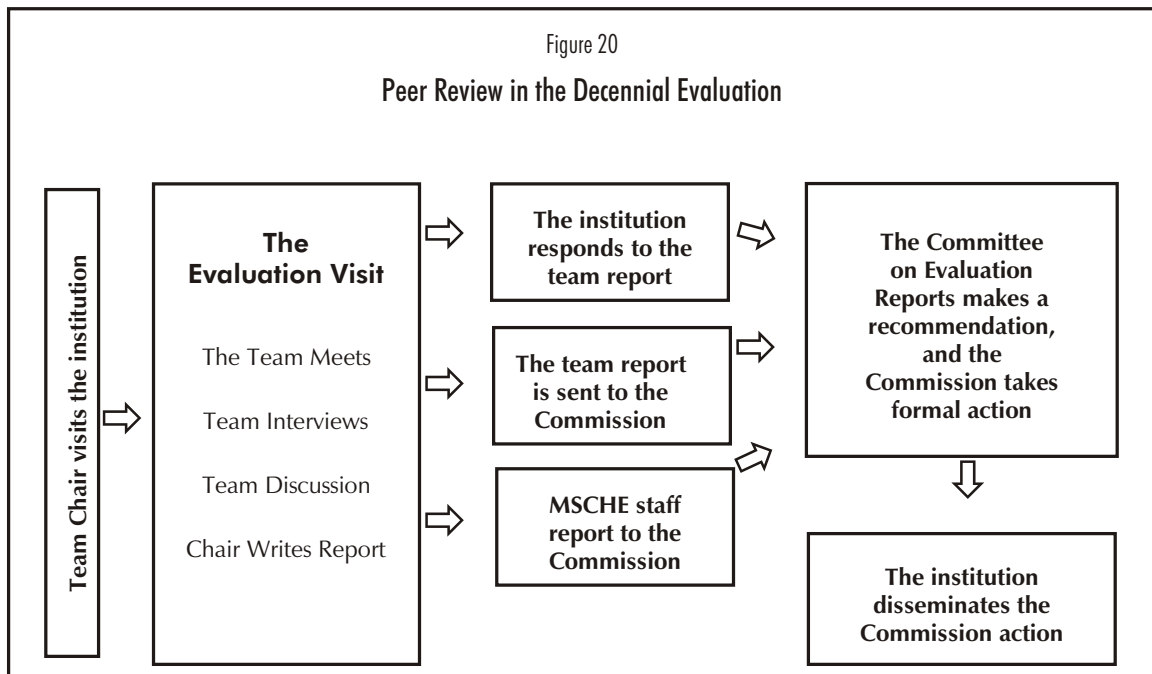 Figure 20
Peer Review in the Decennial Evaluation
Team Chair visits the institution
The
Evaluation Visit
The Team Meets
Team Interviews
Team Discussion
Chair Writes Report
The institution
responds to the
team report
The team report
is sent to the
Commission
MSCHE staff
report to the
Commission
The Committee
on Evaluation
Reports makes a
recommendation,
and the
Commission takes
formal action
The institution
disseminates the
Commission action